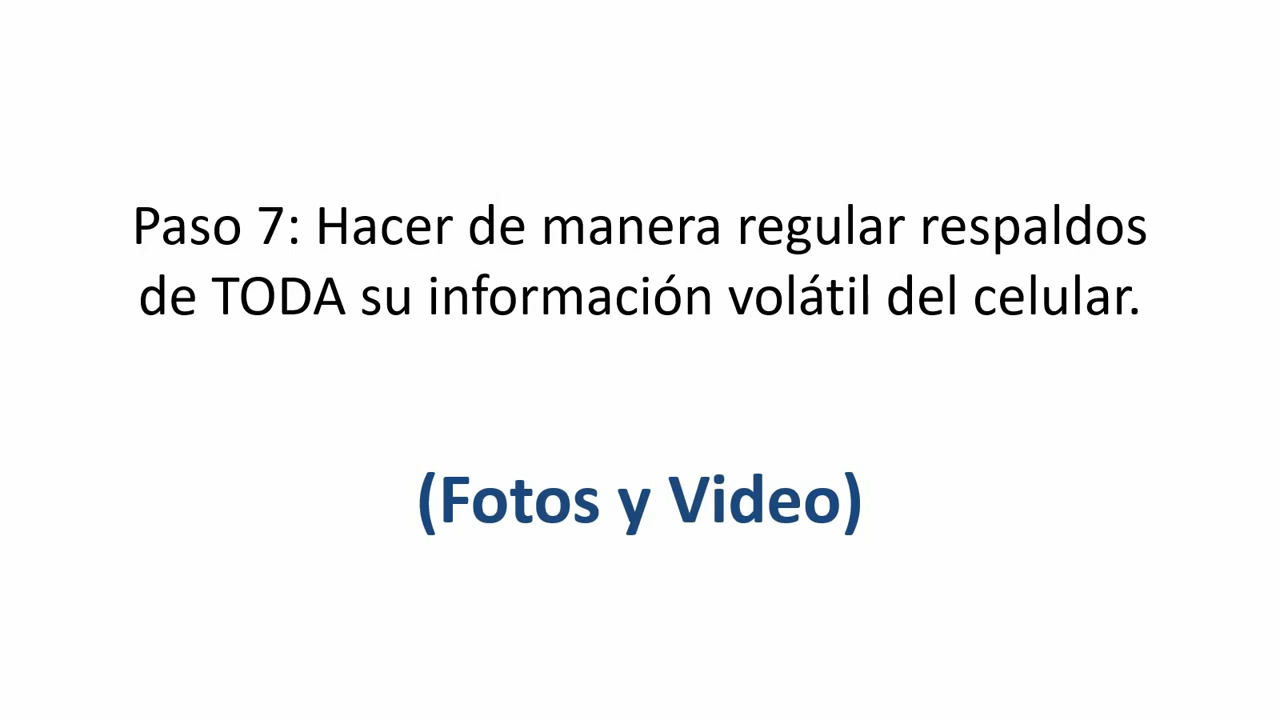 Paso 7: Hacer de manera regular respaldos
de TODA su información volátil del celular.
(Fotos y Video)